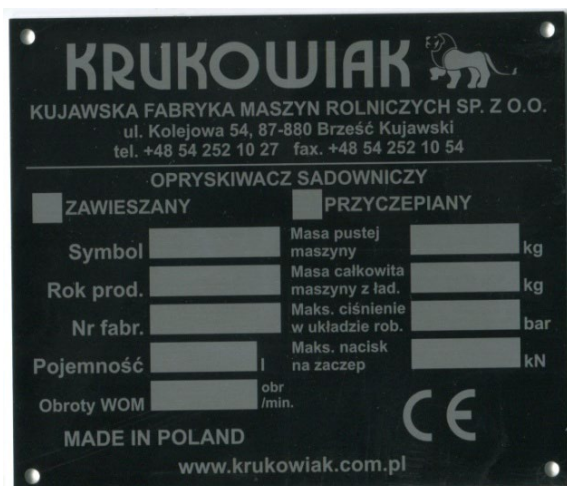 KRUKOWIAK
KUJAWSKA FABRYKA MASZYN ROLNICZYCH SP. Z O.O.
ul. Kolejowa 54, 87-880 Brześć Kujawski
tel. +48 54 252 10 27 fax. +48 54 252 10 54
OPRYSKIWACZ SADOWNICZY
ZAWIESZANY
PRZYCZEPIANY
Symbol
Rok prod.
Nr fabr.
Pojemność l
Obroty WOM obr
/min.
Masa pustej
maszyny kg
Masa całkowita
maszyny z ład. kg
Maks. ciśnienie
w układzie rob. bar
Maks. nacisk
na zaczep kN
MADE IN POLAND
CE
www.krukowiak.com.pl